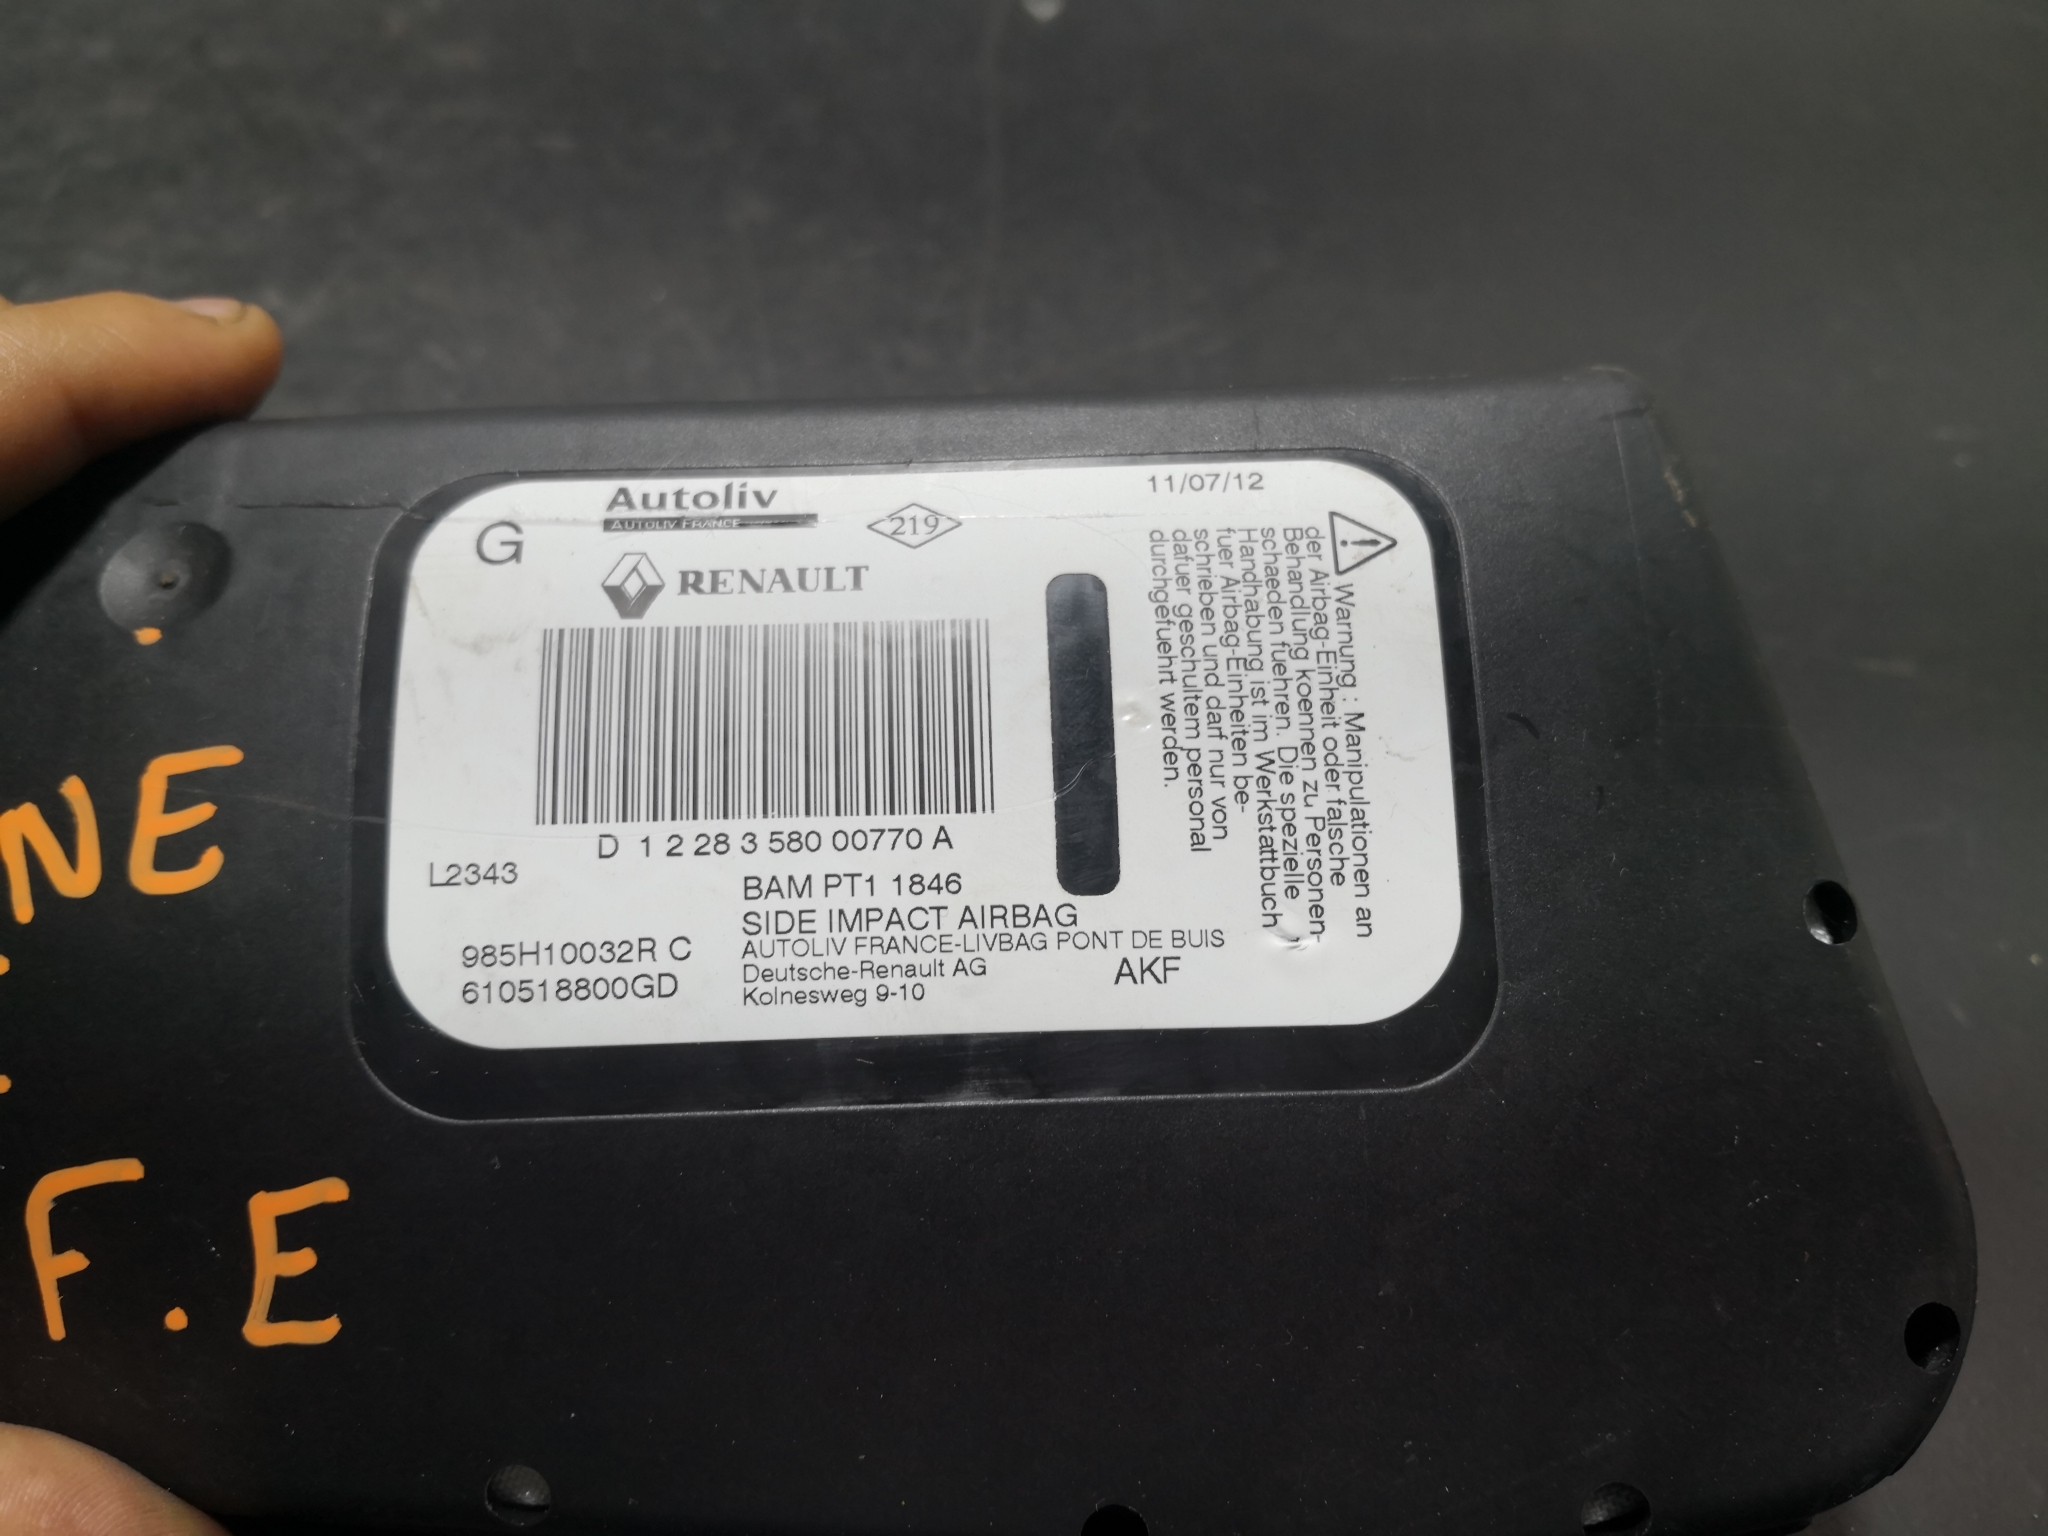 G
Autoliv
AUTOLIV FRANCE
219
11/07/12
RENAULT
D 1 2 28 3 580 00770 A
L2343
BAM PT1 1846
SIDE IMPACT AIRBAG
985H10032R C
AUTOLIV FRANCE-LIVBAG PONT DE BUIS
610518800GD
Deutsche-Renault AG
AKF
Kolnesweg 9-10
Warnung : Manipulationen an
der Airbag-Einheit oder falsche
Behandlung koennen zu Personen-
schaeden fuehren. Die spezielle
Handhabung ist im Werkstattbuch
fuer Airbag-Einheiten be-
schrieben und darf nur von
dafuer geschultem personal
durchgefuehrt werden.
NE
F.E